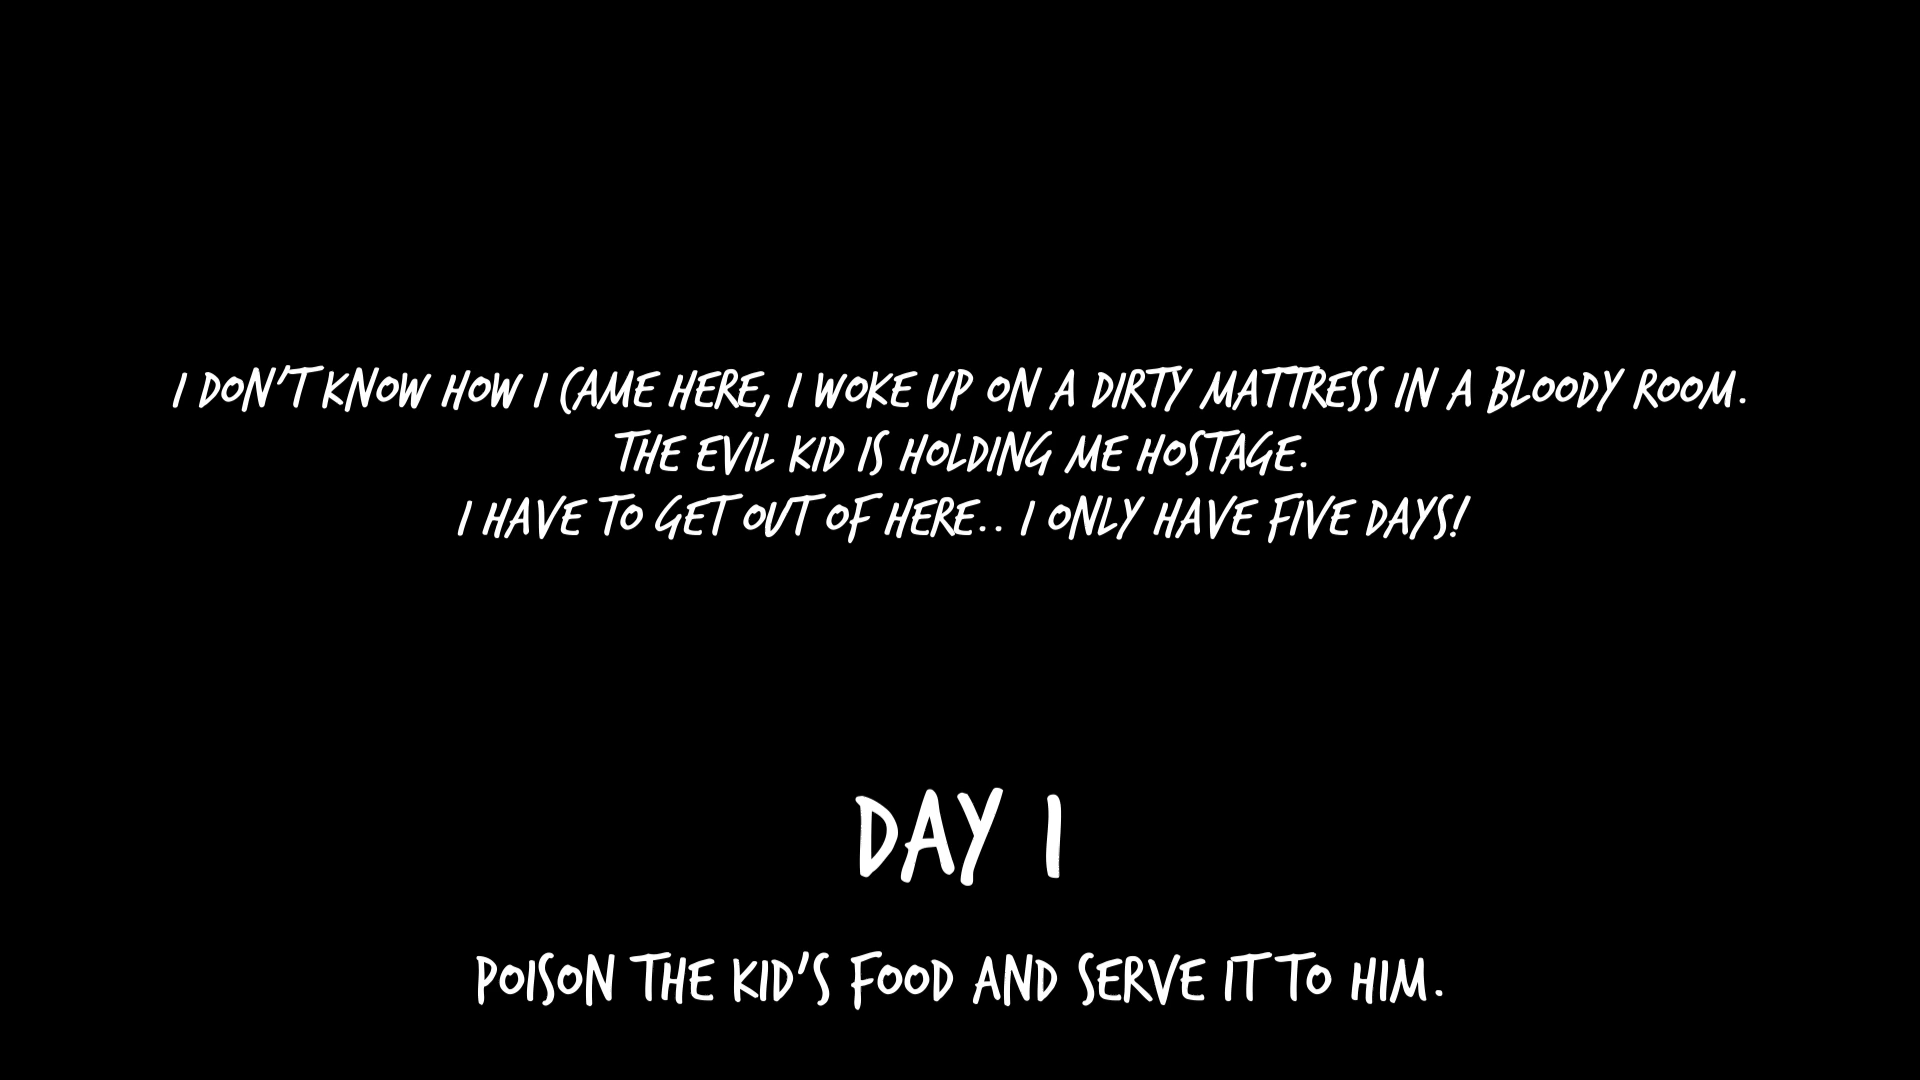 I DON'T KNOW HOW I CAME HERE, I WOKE UP ON A DIRTY MATTRESS IN A BLOODY ROOM.
THE EVIL KID IS HOLDING ME HOSTAGE.
I HAVE TO GET OUT OF HERE.. I ONLY HAVE FIVE DAYS!
DAY 1
POISON THE KID'S FOOD AND SERVE IT TO HIM.